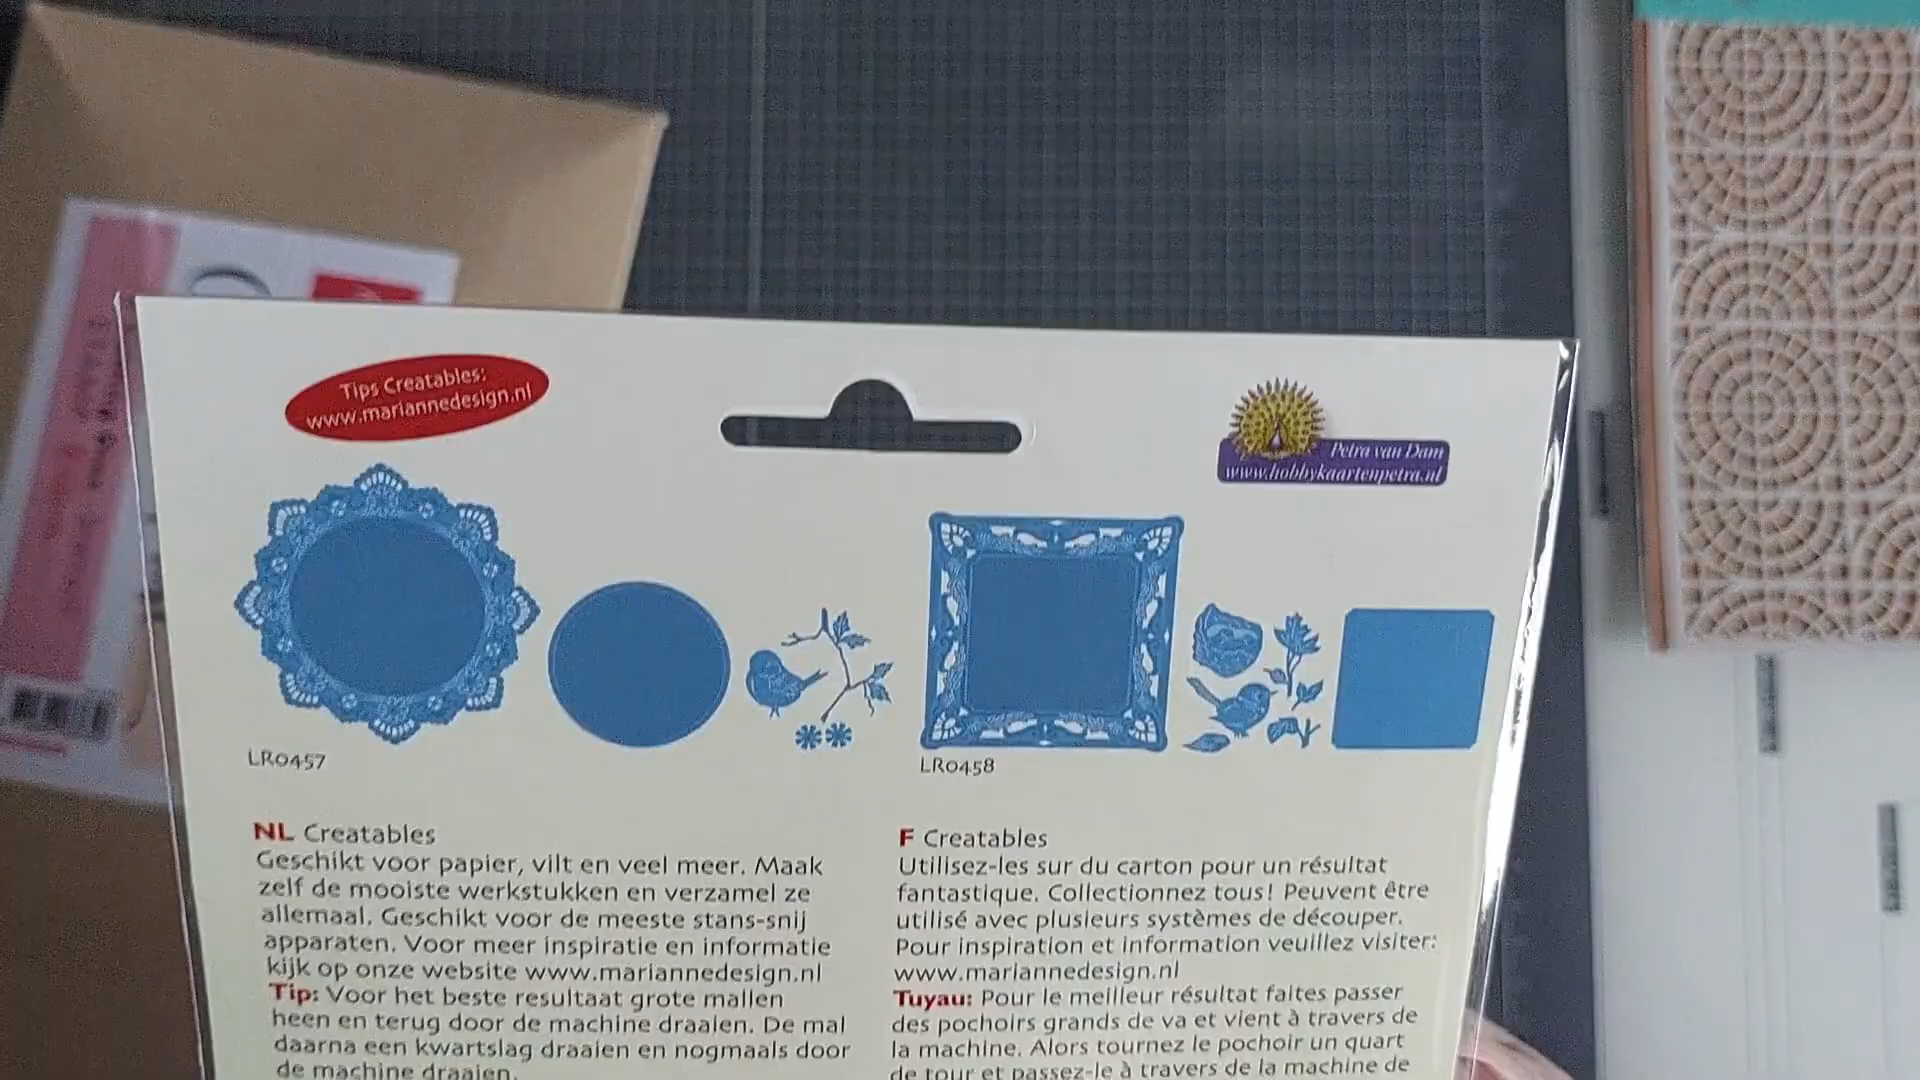 Tips Creatables:
www.mariannedesign.nl
Petra van Dam
www.hobbykaartenpetra.nl
LR0457
LR0458
NL Creatables
Geschikt voor papier, vilt en veel meer. Maak
zelf de mooiste werkstukken en verzamel ze
allemaal. Geschikt voor de meeste stans-snij
apparaten. Voor meer inspiratie en informatie
kijk op onze website www.mariannedesign.nl
Tip: Voor het beste resultaat grote mallen
heen en terug door de machine draaien. De mal
daarna een kwartslag draaien en nogmaals door
de machine draaien.
F Creatables
Utilisez-les sur du carton pour un résultat
fantastique. Collectionnez tous! Peuvent être
utilisé avec plusieurs systèmes de découper.
Pour inspiration et information veuillez visiter:
www.mariannedesign.nl
Tuyau: Pour le meilleur résultat faites passer
des pochoirs grands de va et vient à travers de
la machine. Alors tournez le pochoir un quart
de tour et passez-le à travers de la machine de